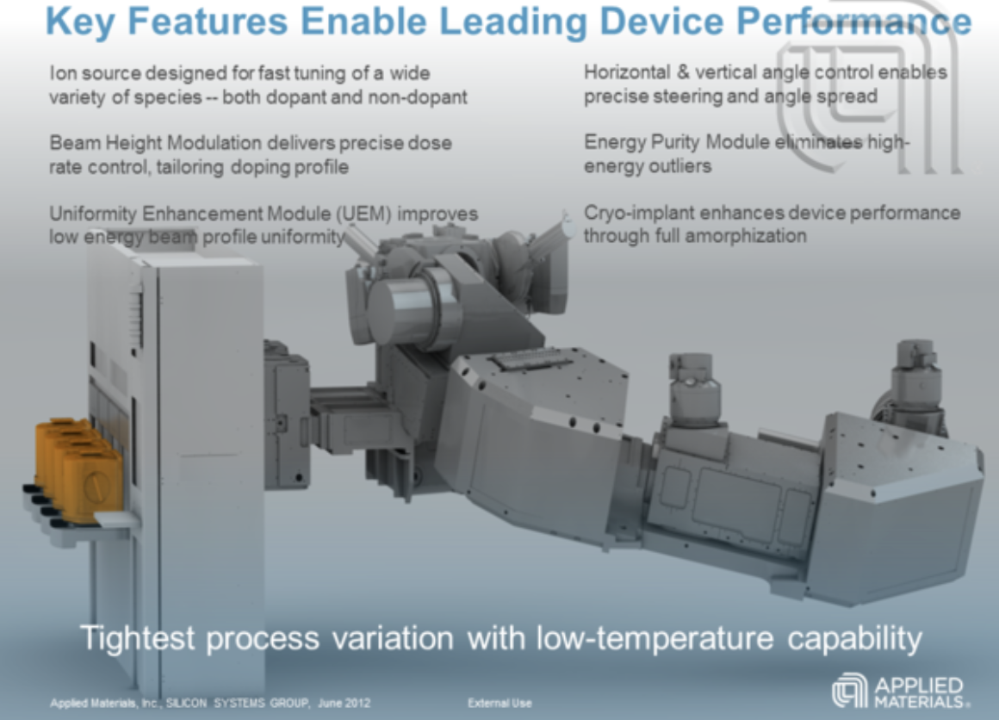 Key Features Enable Leading Device Performance
Ion source designed for fast tuning of a wide
variety of species -- both dopant and non-dopant
Beam Height Modulation delivers precise dose
rate control, tailoring doping profile
Uniformity Enhancement Module (UEM) improves
low energy beam profile uniformity
Horizontal & vertical angle control enables
precise steering and angle spread
Energy Purity Module eliminates high-
energy outliers
Cryo-implant enhances device performance
through full amorphization
Tightest process variation with low-temperature capability
Applied Materials, Inc., SILICON SYSTEMS GROUP, June 2012
External Use
APPLIED
MATERIALS®